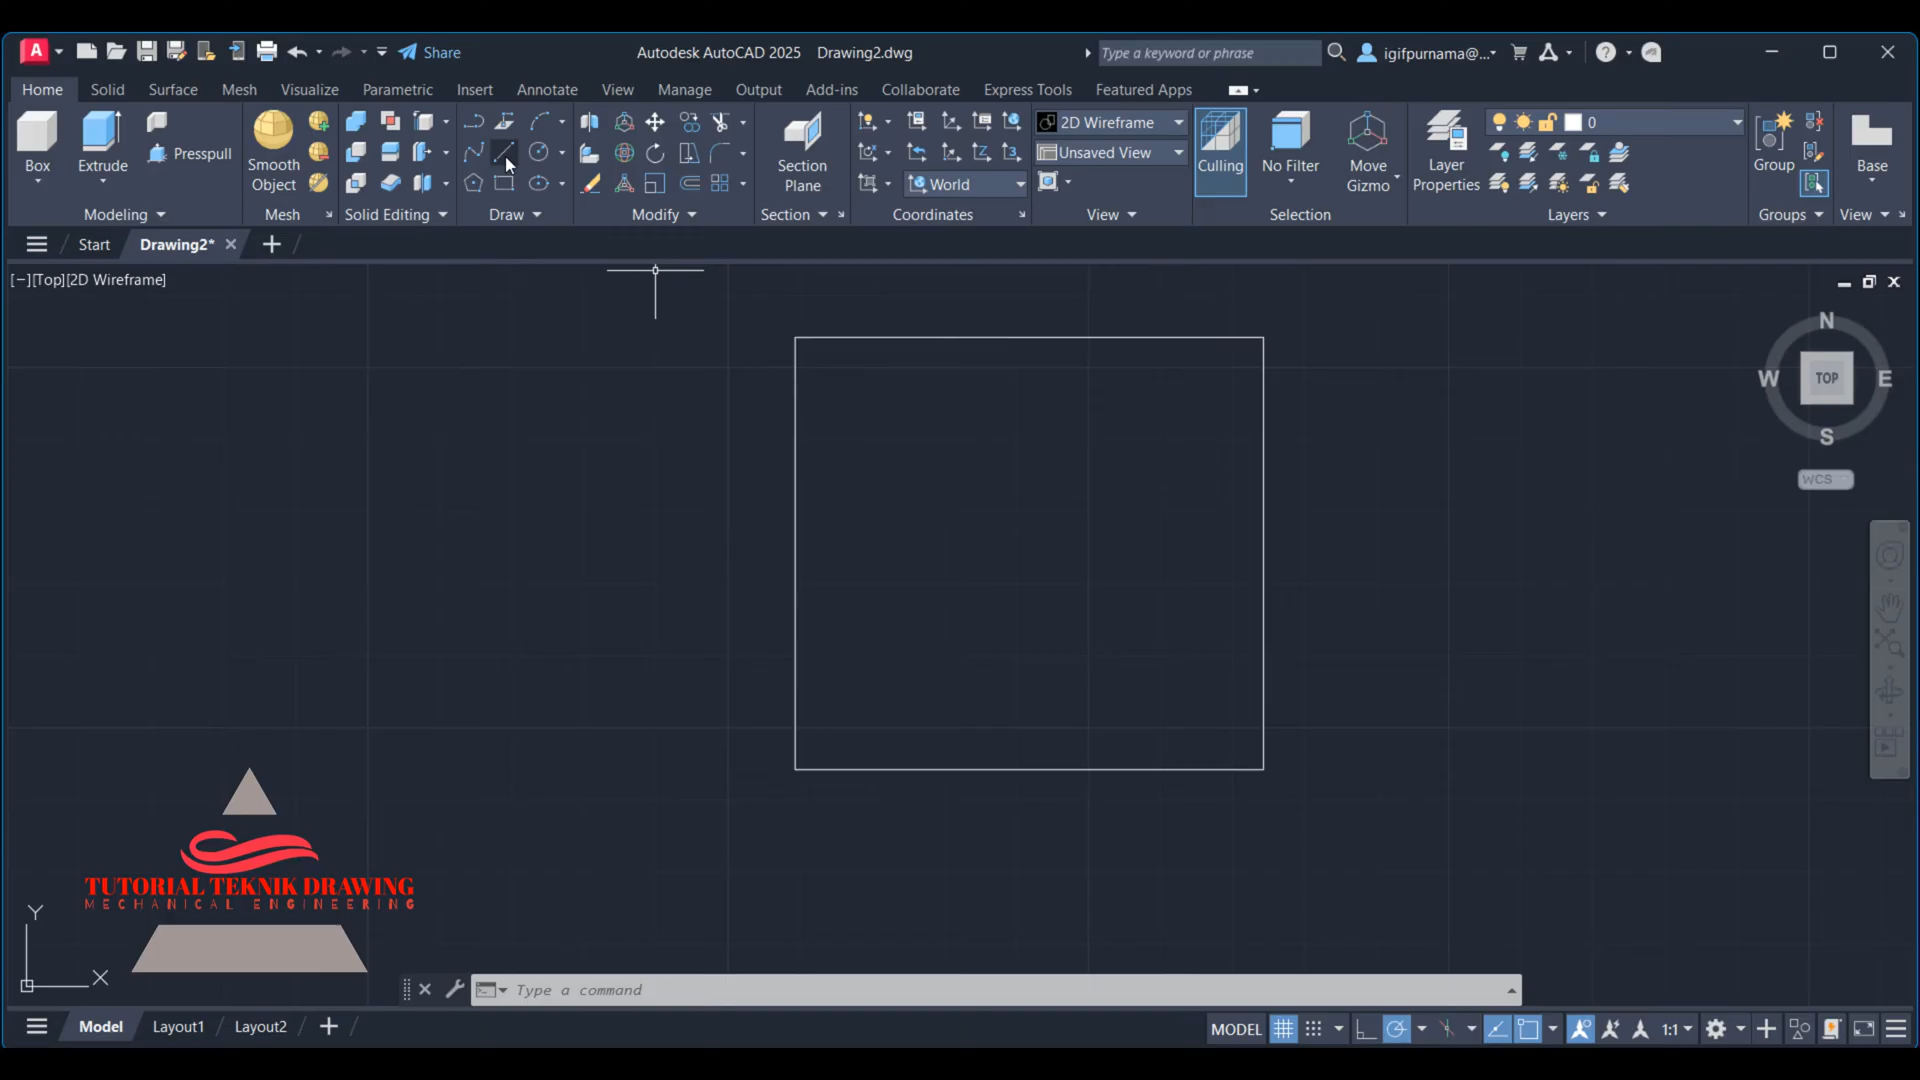 A Share Autodesk AutoCAD 2025 Drawing2.dwg Type a keyword or phrase igifpurnama@...
Home Solid Surface Mesh Visualize Parametric Insert Annotate View Manage Output Add-ins Collaborate Express Tools Featured Apps
Box Extrude Presspull
Smooth Object
Section Plane
World
2D Wireframe
Unsaved View
Culling
No Filter
Move Gizmo
Layer Properties
0
Group
Base
Modeling Mesh Solid Editing Draw Modify Section Coordinates View Selection Layers Groups View
Start Drawing2*
[−][Top][2D Wireframe]
N
W TOP E
S
WCS
TUTORIAL TEKNIK DRAWING
MECHANICAL ENGINEERING
Y
X
Type a command
Model Layout1 Layout2
MODEL 1:1